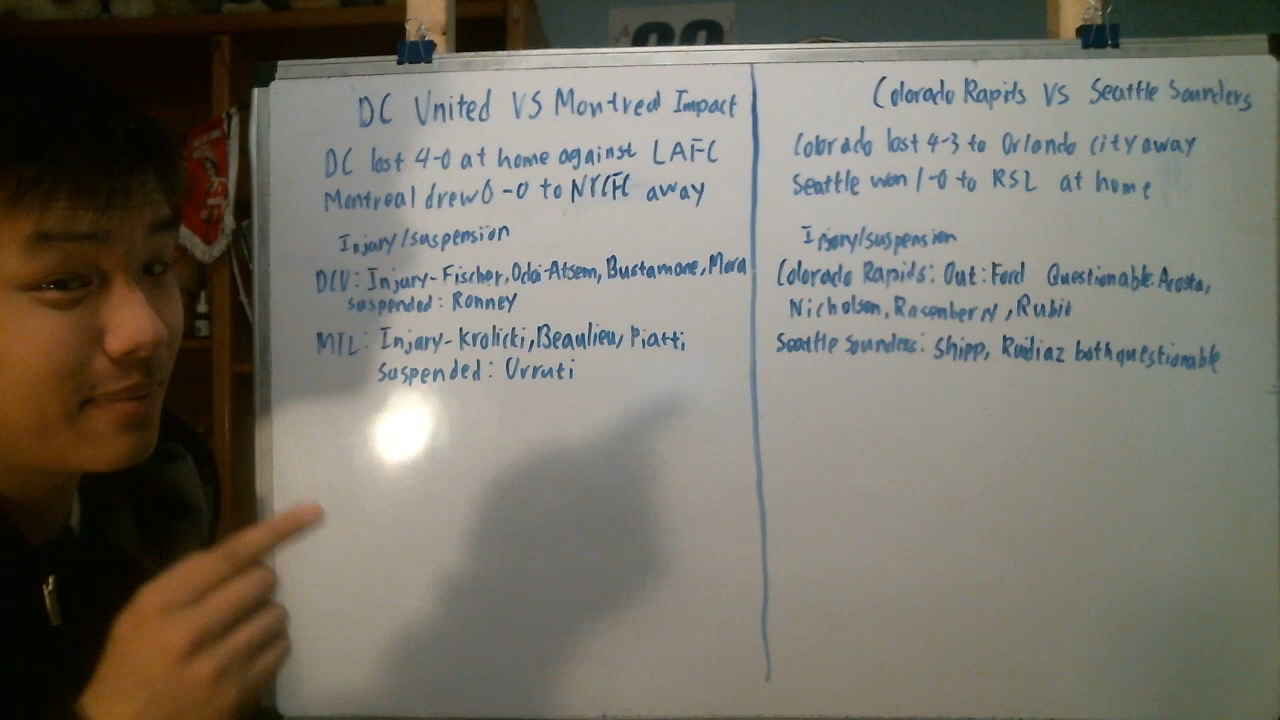 DC United VS Montreal Impact
DC lost 4-0 at home against LAFC
Montreal drew 0-0 to NYCFC away
Injury/suspension
DCU: Injury-Fischer, Odoi-Atsem, Bustamone, Mora
suspended: Ronney
MTL: Injury-Krolicki, Beaulieu, Piatti,
suspended: Urruti
Colorado Rapids VS Seattle Sounders
Colorado lost 4-3 to Orlando city away
Seattle won 1-0 to RSL at home
Injury/suspension
Colorado Rapids: Out: Ford Questionable: Acosta,
Nicholson, Rosenberry, Rubio
Seattle Sounders: Shipp, Ruidiaz both questionable